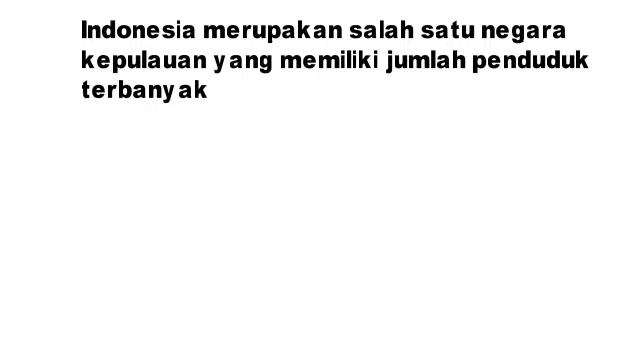 Indonesia merupakan salah satu negara
kepulauan yang memiliki jumlah penduduk
terbanyak